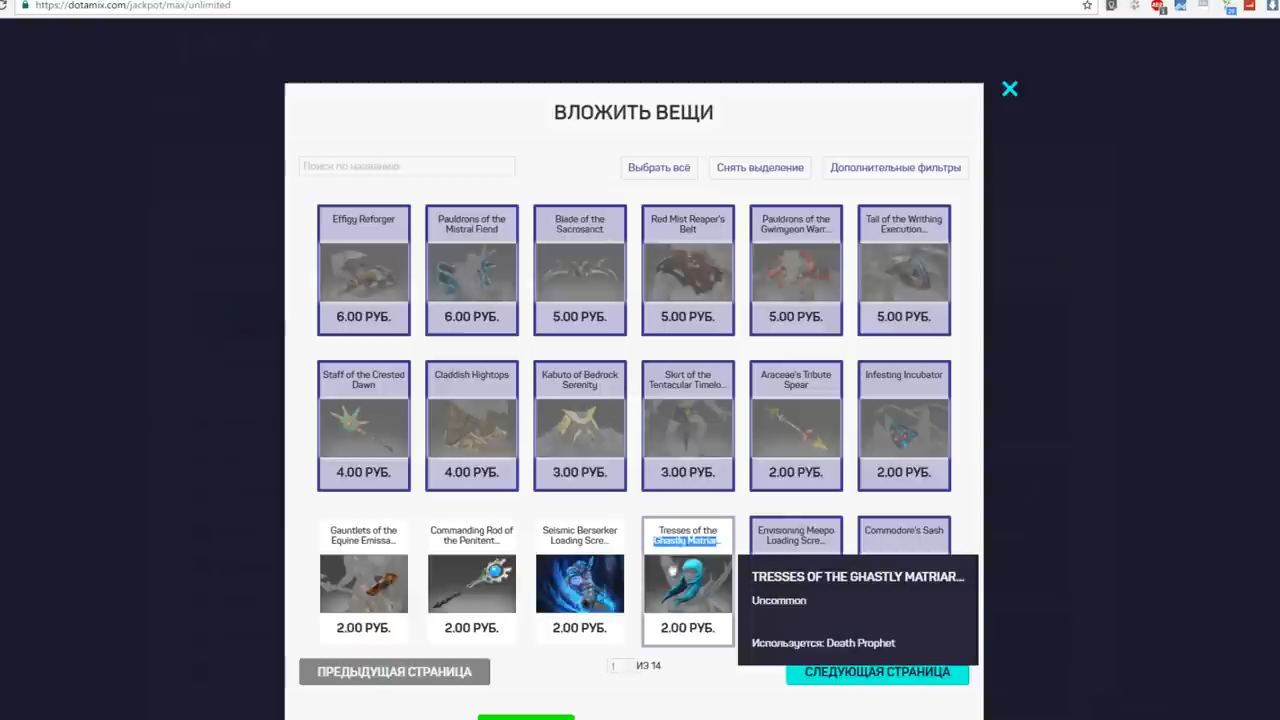 https://dotamix.com/jackpot/max/unlimited
ВЛОЖИТЬ ВЕЩИ
Поиск по названию
Выбрать всё
Снять выделение
Дополнительные фильтры
Effigy Reforger
Pauldrons of the
Mistral Fiend
Blade of the
Sacrosanct
Red Mist Reaper's
Belt
Pauldrons of the
Gwimyeon Warr...
Tail of the Writhing
Execution...
6.00 РУБ.
6.00 РУБ.
5.00 РУБ.
5.00 РУБ.
5.00 РУБ.
5.00 РУБ.
Staff of the Crested
Dawn
Claddish Hightops
Kabuto of Bedrock
Serenity
Skirt of the
Tentacular Timelo...
Araceae's Tribute
Spear
Infesting Incubator
4.00 РУБ.
4.00 РУБ.
3.00 РУБ.
3.00 РУБ.
2.00 РУБ.
2.00 РУБ.
Gauntlets of the
Equine Emissa...
Commanding Rod of
the Penitent...
Seismic Berserker
Loading Scre...
Tresses of the
Ghastly Matriar...
Envisioning Meepo
Loading Scre...
Commodore's Sash
2.00 РУБ.
2.00 РУБ.
2.00 РУБ.
2.00 РУБ.
TRESSES OF THE GHASTLY MATRIAR...
Uncommon
Используется: Death Prophet
ПРЕДЫДУЩАЯ СТРАНИЦА
1 ИЗ 14
СЛЕДУЮЩАЯ СТРАНИЦА